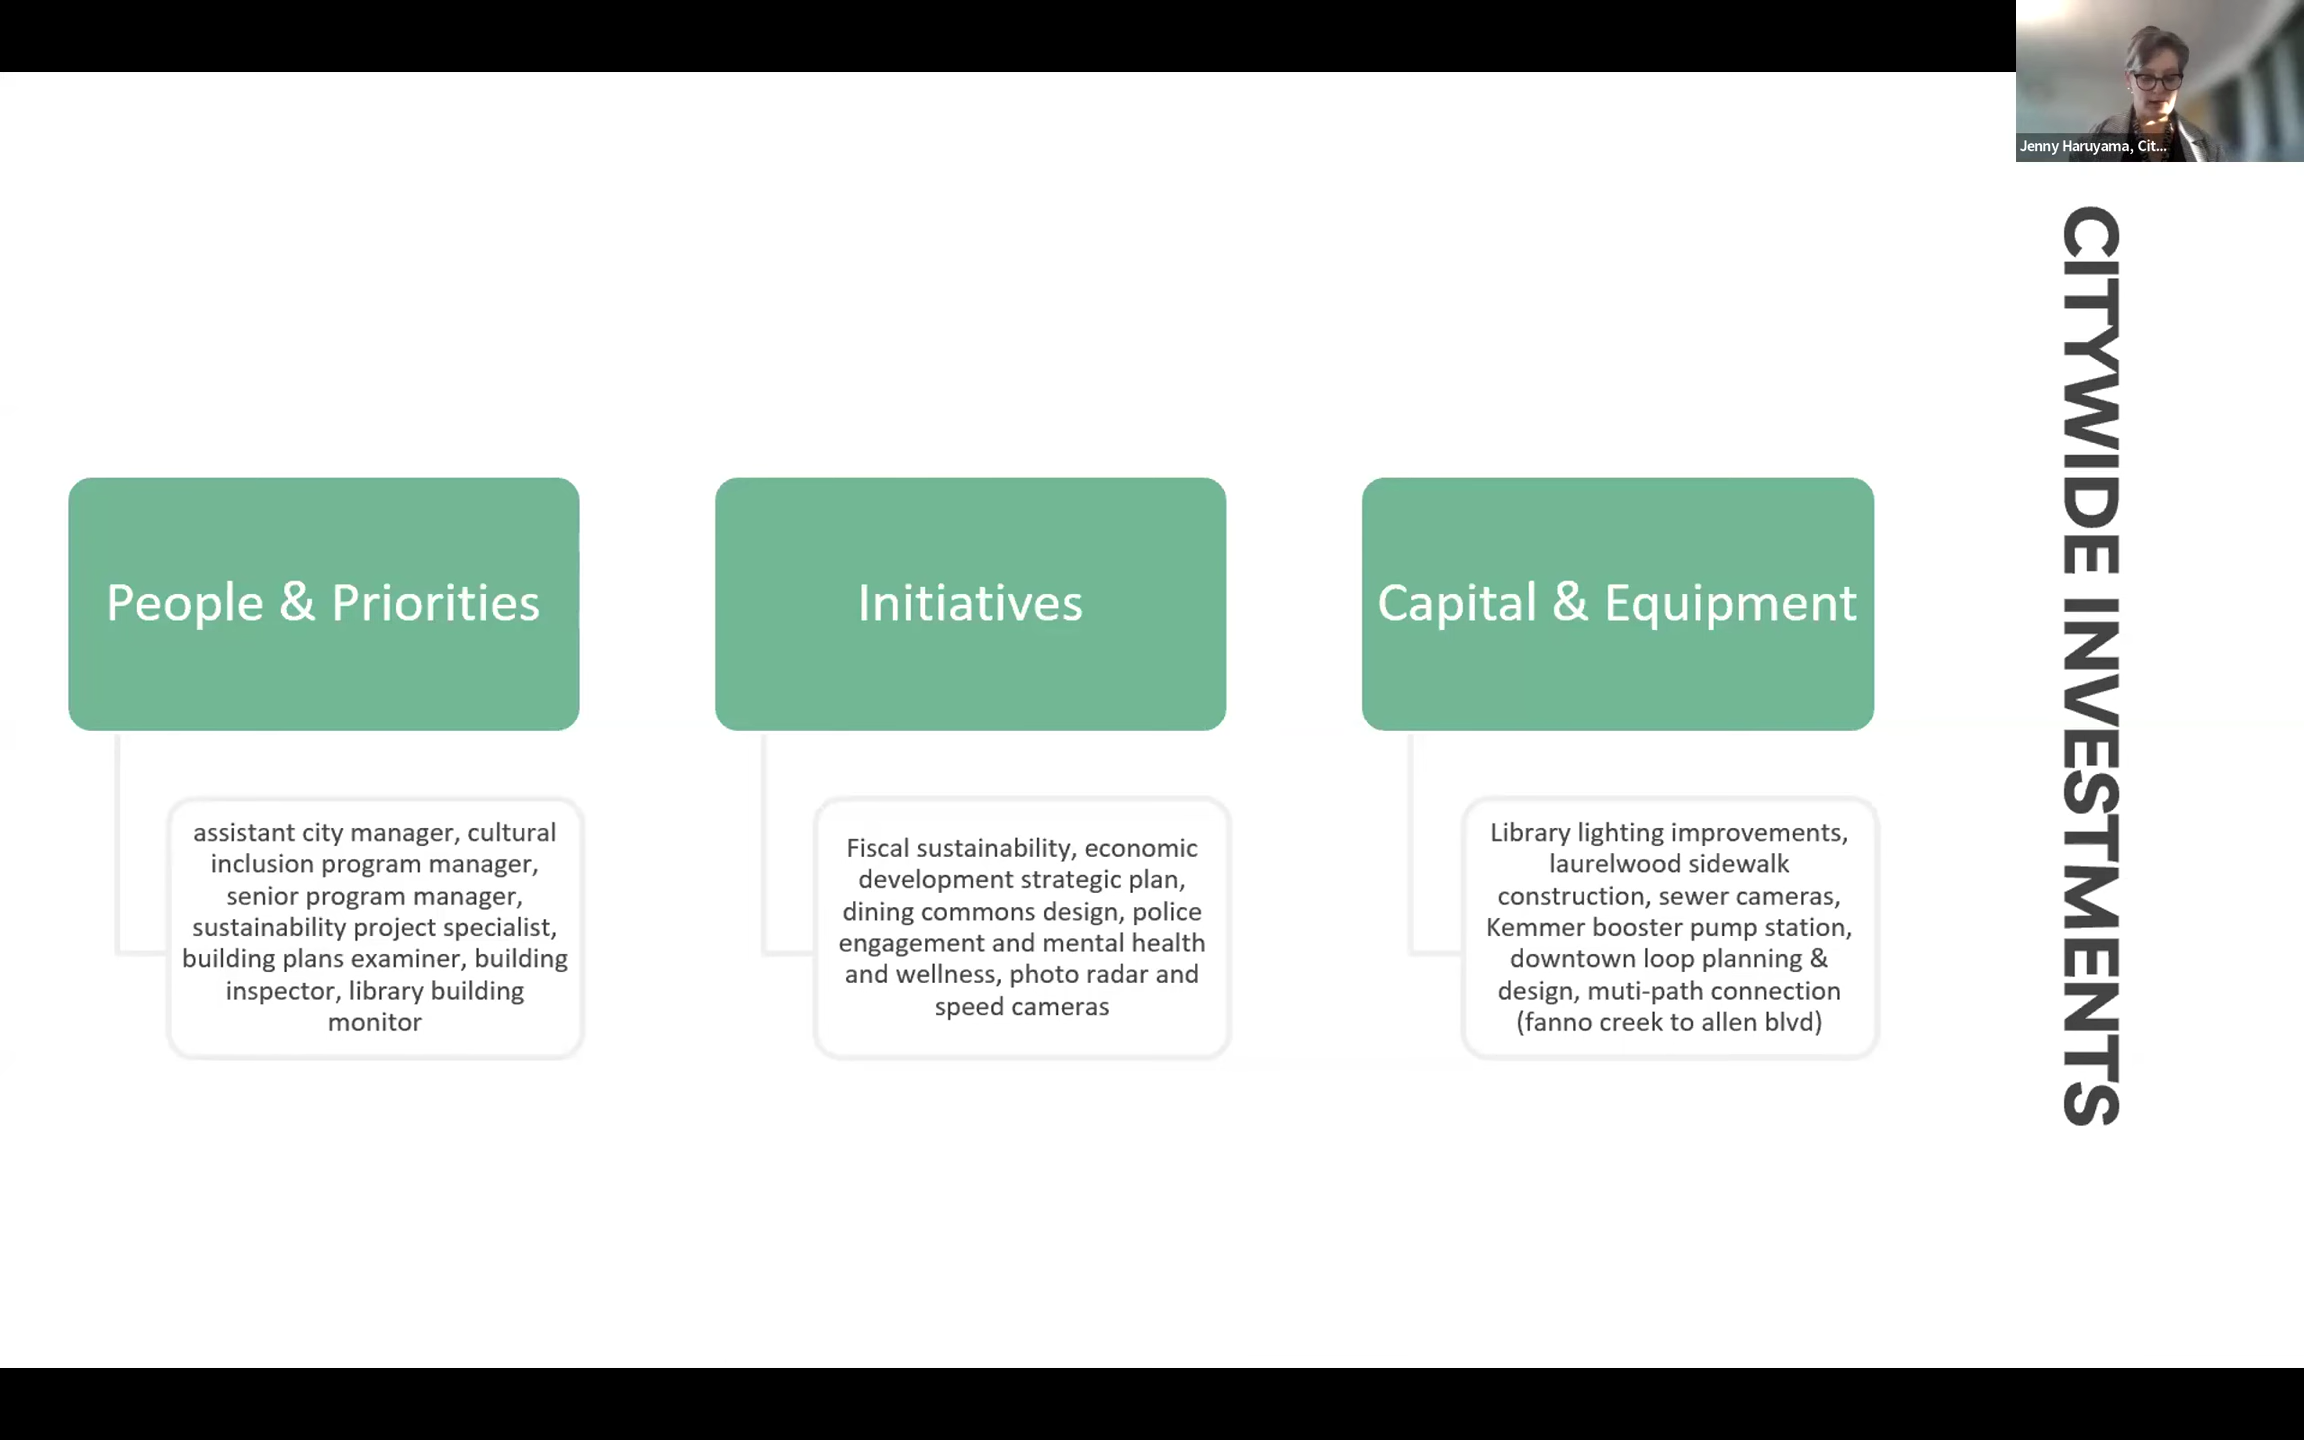 Jenny Haruyama, Cit...
CITYWIDE INVESTMENTS
People & Priorities
assistant city manager, cultural
inclusion program manager,
senior program manager,
sustainability project specialist,
building plans examiner, building
inspector, library building
monitor
Initiatives
Fiscal sustainability, economic
development strategic plan,
dining commons design, police
engagement and mental health
and wellness, photo radar and
speed cameras
Capital & Equipment
Library lighting improvements,
laurelwood sidewalk
construction, sewer cameras,
Kemmer booster pump station,
downtown loop planning &
design, muti-path connection
(fanno creek to allen blvd)